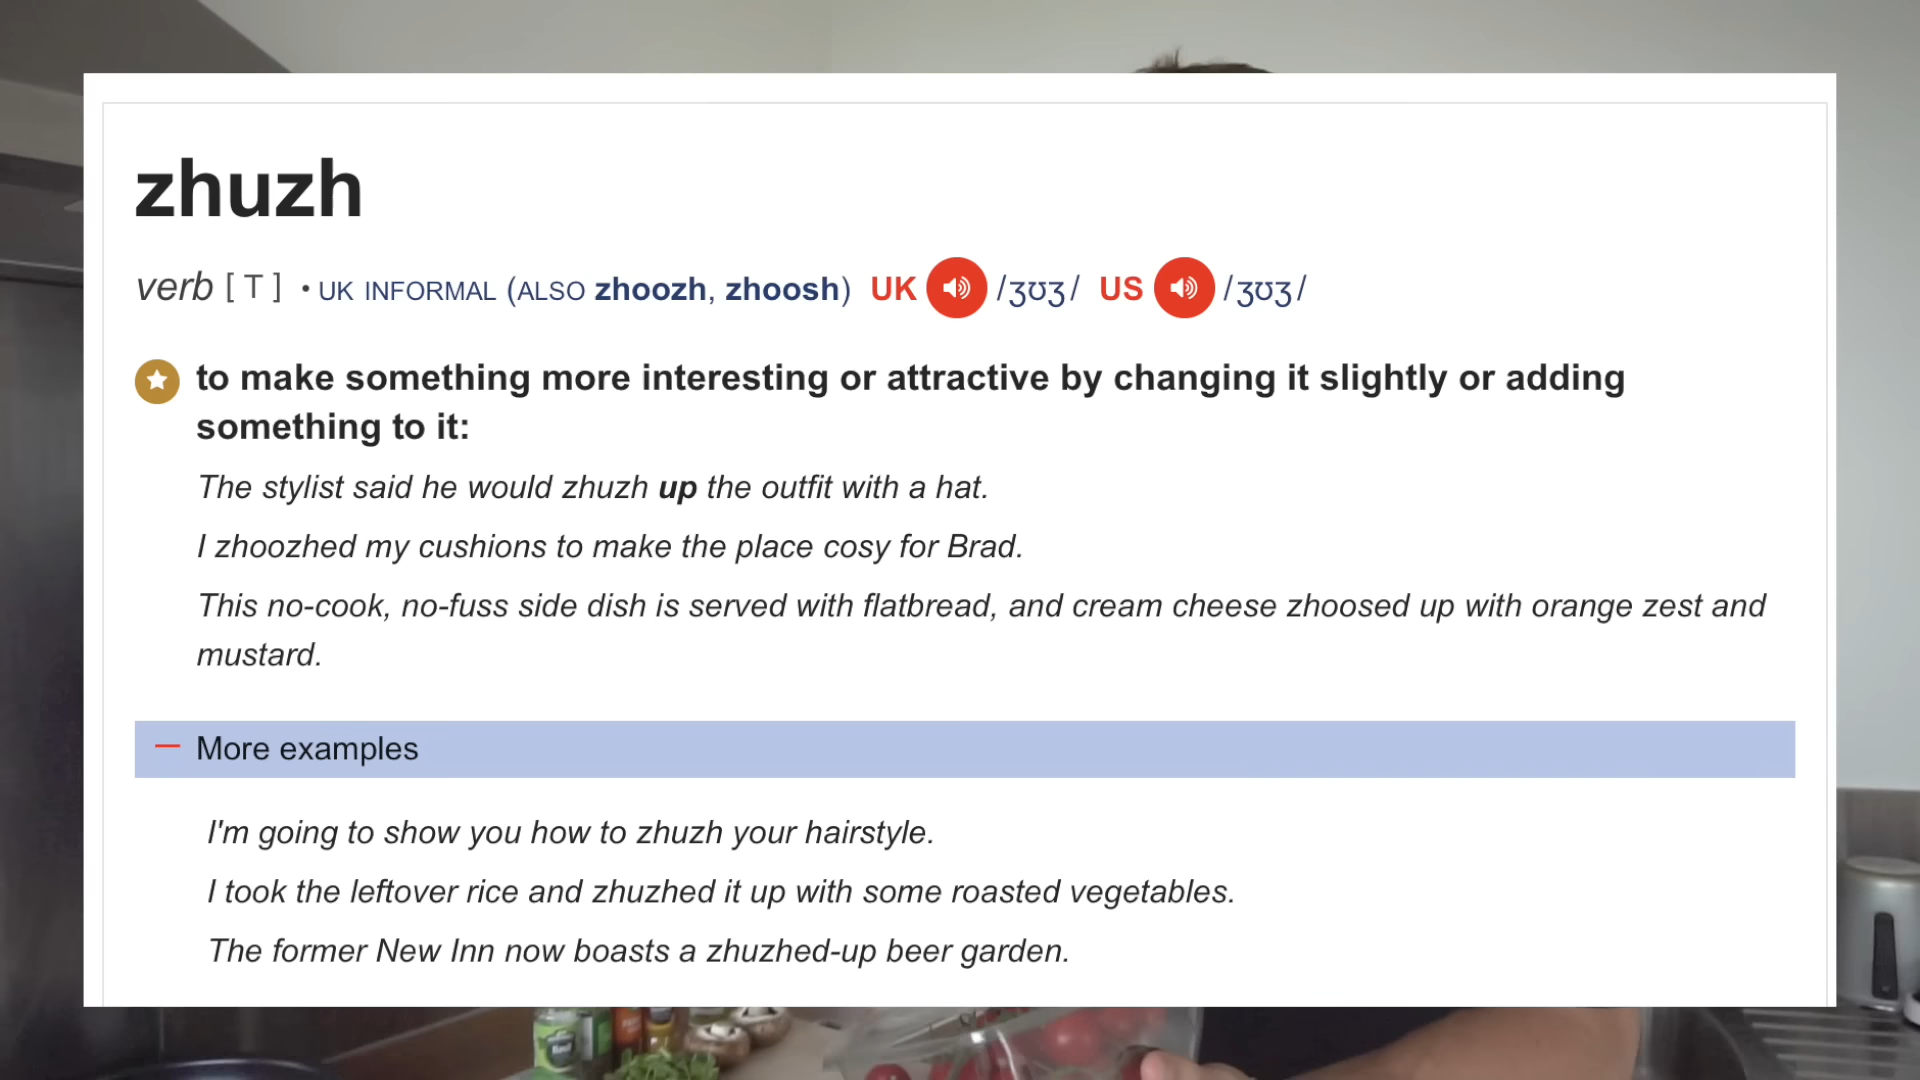 zhuzh
verb [ T ] • UK INFORMAL (ALSO zhoozh, zhoosh) UK /ʒʊʒ/ US /ʒʊʒ/
to make something more interesting or attractive by changing it slightly or adding
something to it:
The stylist said he would zhuzh up the outfit with a hat.
I zhoozhed my cushions to make the place cosy for Brad.
This no-cook, no-fuss side dish is served with flatbread, and cream cheese zhoosed up with orange zest and
mustard.
More examples
I'm going to show you how to zhuzh your hairstyle.
I took the leftover rice and zhuzhed it up with some roasted vegetables.
The former New Inn now boasts a zhuzhed-up beer garden.